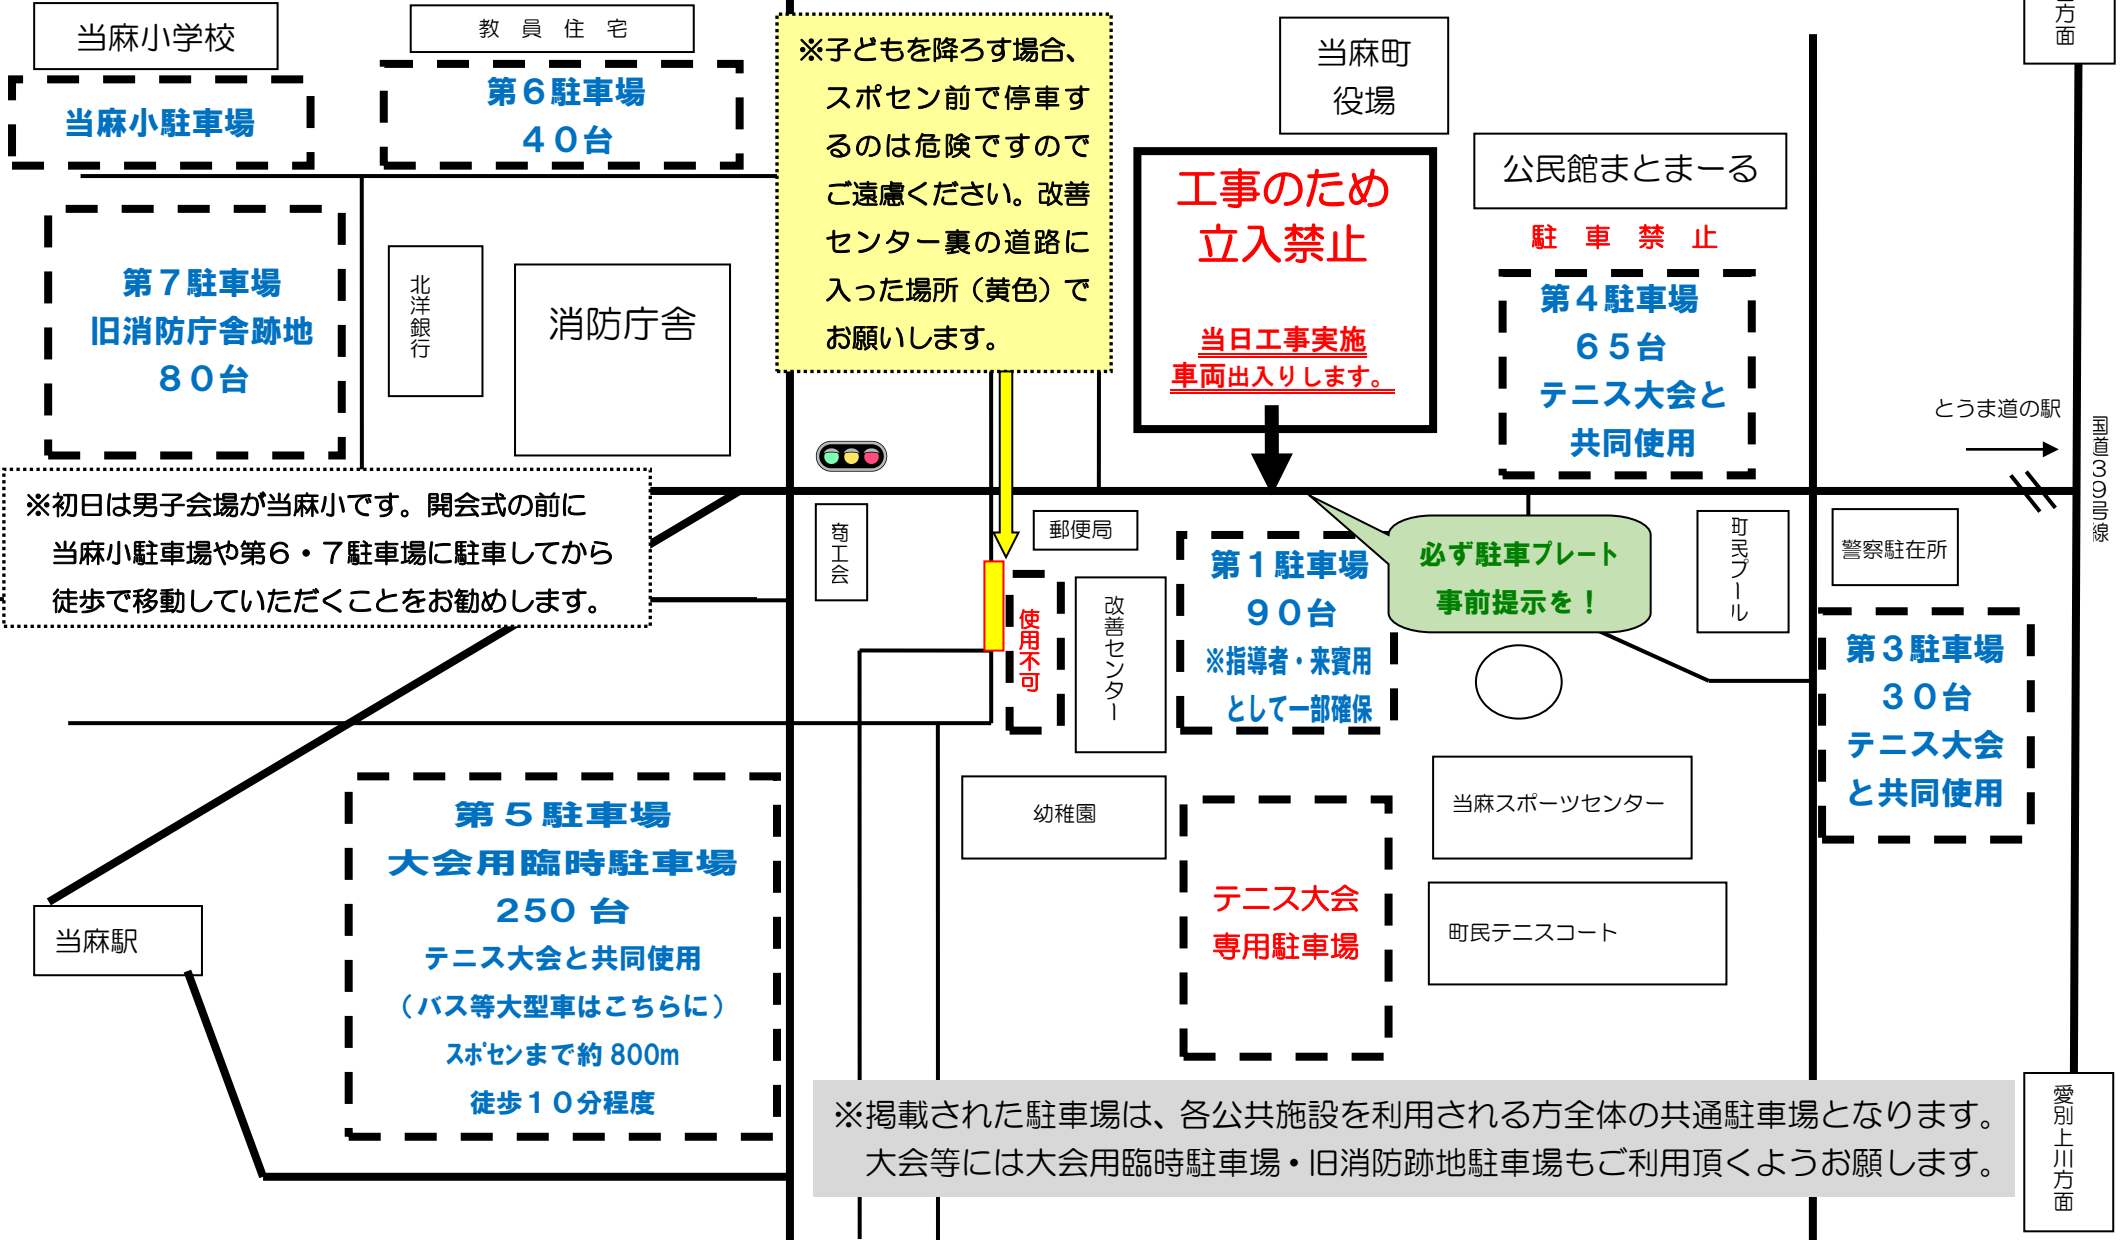 当麻小学校
教員住宅
当麻小駐車場
第6駐車場
40台
※子どもを降ろす場合、
スポセン前で停車す
るのは危険ですので
ご遠慮ください。改善
センター裏の道路に
入った場所（黄色）で
お願いします。
当麻町
役場
工事のため
立入禁止
当日工事実施
車両出入りします。
公民館まとまーる
駐車禁止
第4駐車場
65台
テニス大会と
共同使用
方面
第7駐車場
旧消防庁舎跡地
80台
北洋銀行
消防庁舎
とうま道の駅
国道39号線
※初日は男子会場が当麻小です。開会式の前に
当麻小駐車場や第6・7駐車場に駐車してから
徒歩で移動していただくことをお勧めします。
商工会
郵便局
使用不可
改善センター
第1駐車場
90台
※指導者・来賓用
として一部確保
必ず駐車プレート
事前提示を！
町民プール
警察駐在所
第3駐車場
30台
テニス大会
と共同使用
第5駐車場
大会用臨時駐車場
250台
テニス大会と共同使用
（バス等大型車はこちらに）
スポセンまで約800m
徒歩10分程度
幼稚園
当麻スポーツセンター
テニス大会
専用駐車場
町民テニスコート
当麻駅
※掲載された駐車場は、各公共施設を利用される方全体の共通駐車場となります。
大会等には大会用臨時駐車場・旧消防跡地駐車場もご利用頂くようお願します。
愛別上川方面